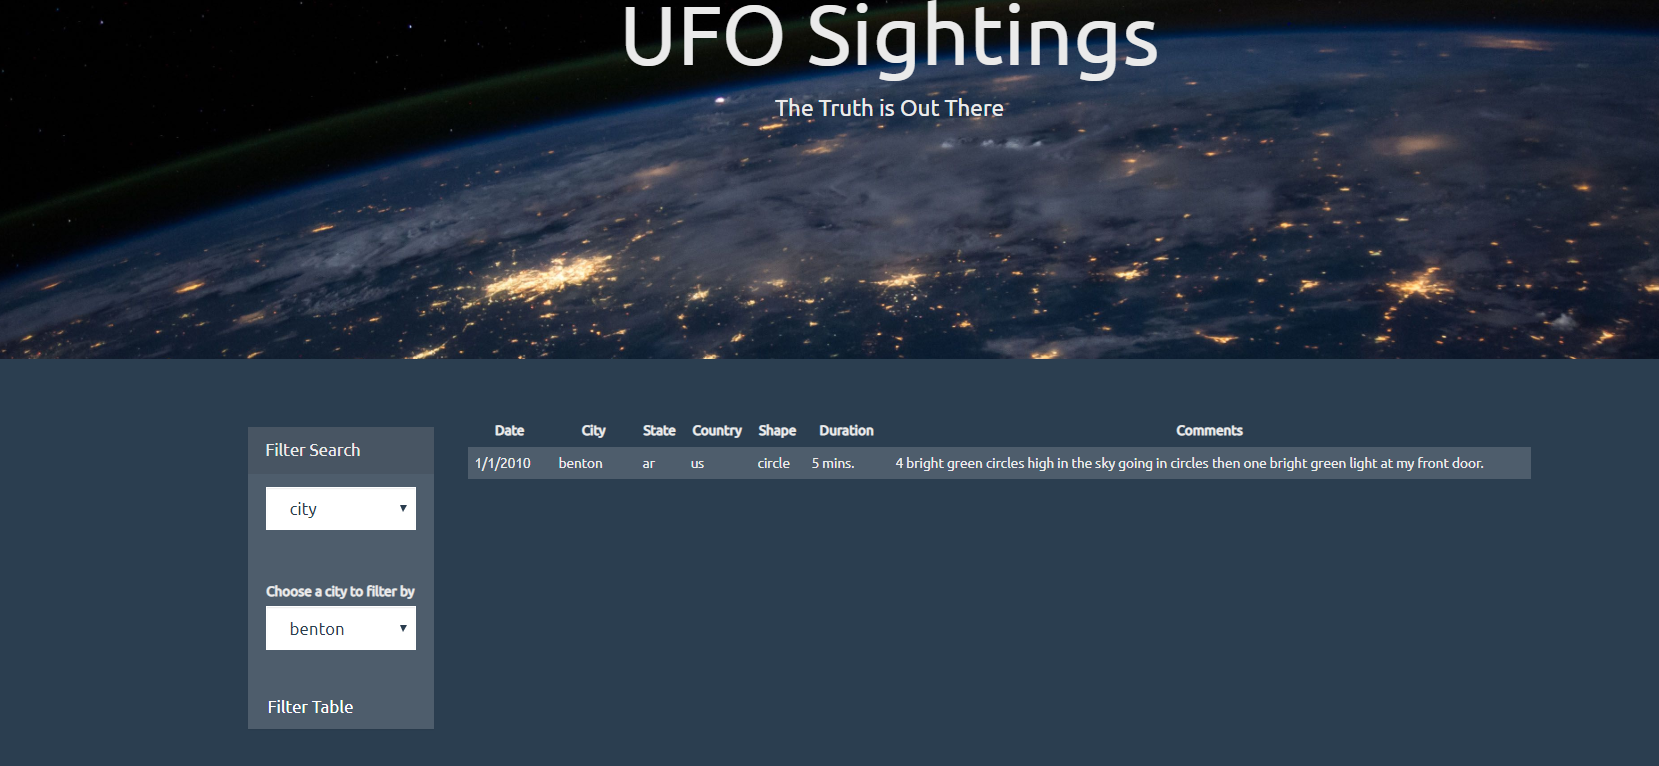 UFO Sightings
The Truth is Out There
Filter Search
city
Choose a city to filter by
benton
Filter Table
Date City State Country Shape Duration Comments
1/1/2010 benton ar us circle 5 mins. 4 bright green circles high in the sky going in circles then one bright green light at my front door.